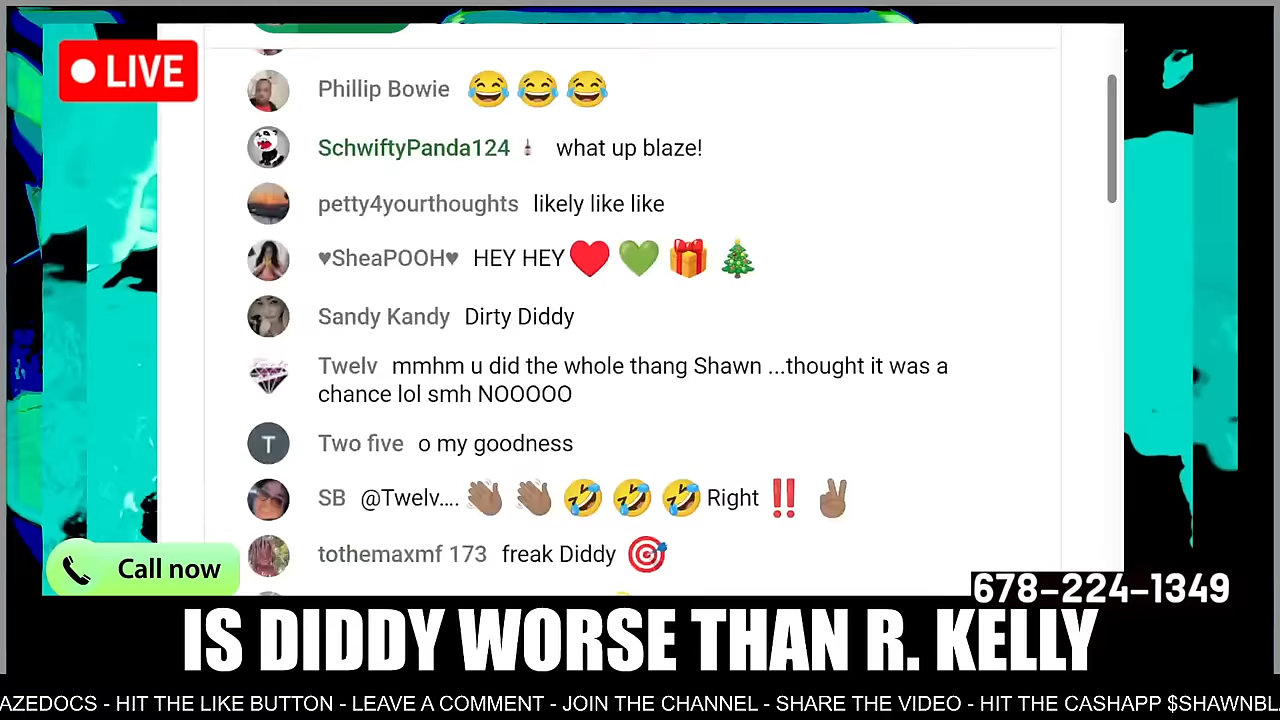 LIVE
Phillip Bowie 😂 😂 😂
SchwiftyPanda124 what up blaze!
petty4yourthoughts likely like like
♥SheaPOOH♥ HEY HEY ♥️ 💚 🎁 🎄
Sandy Kandy Dirty Diddy
Twelv mmhm u did the whole thang Shawn ...thought it was a
chance lol smh NOOOOO
T
Two five o my goodness
SB @Twelv.... 👋🏽 👋🏽 🤣 🤣 🤣 Right ‼️ ✌🏽
tothemaxmf 173 freak Diddy 🎯
Call now
678-224-1349
IS DIDDY WORSE THAN R. KELLY
AZEDOCS - HIT THE LIKE BUTTON - LEAVE A COMMENT - JOIN THE CHANNEL - SHARE THE VIDEO - HIT THE CASHAPP $SHAWNBL